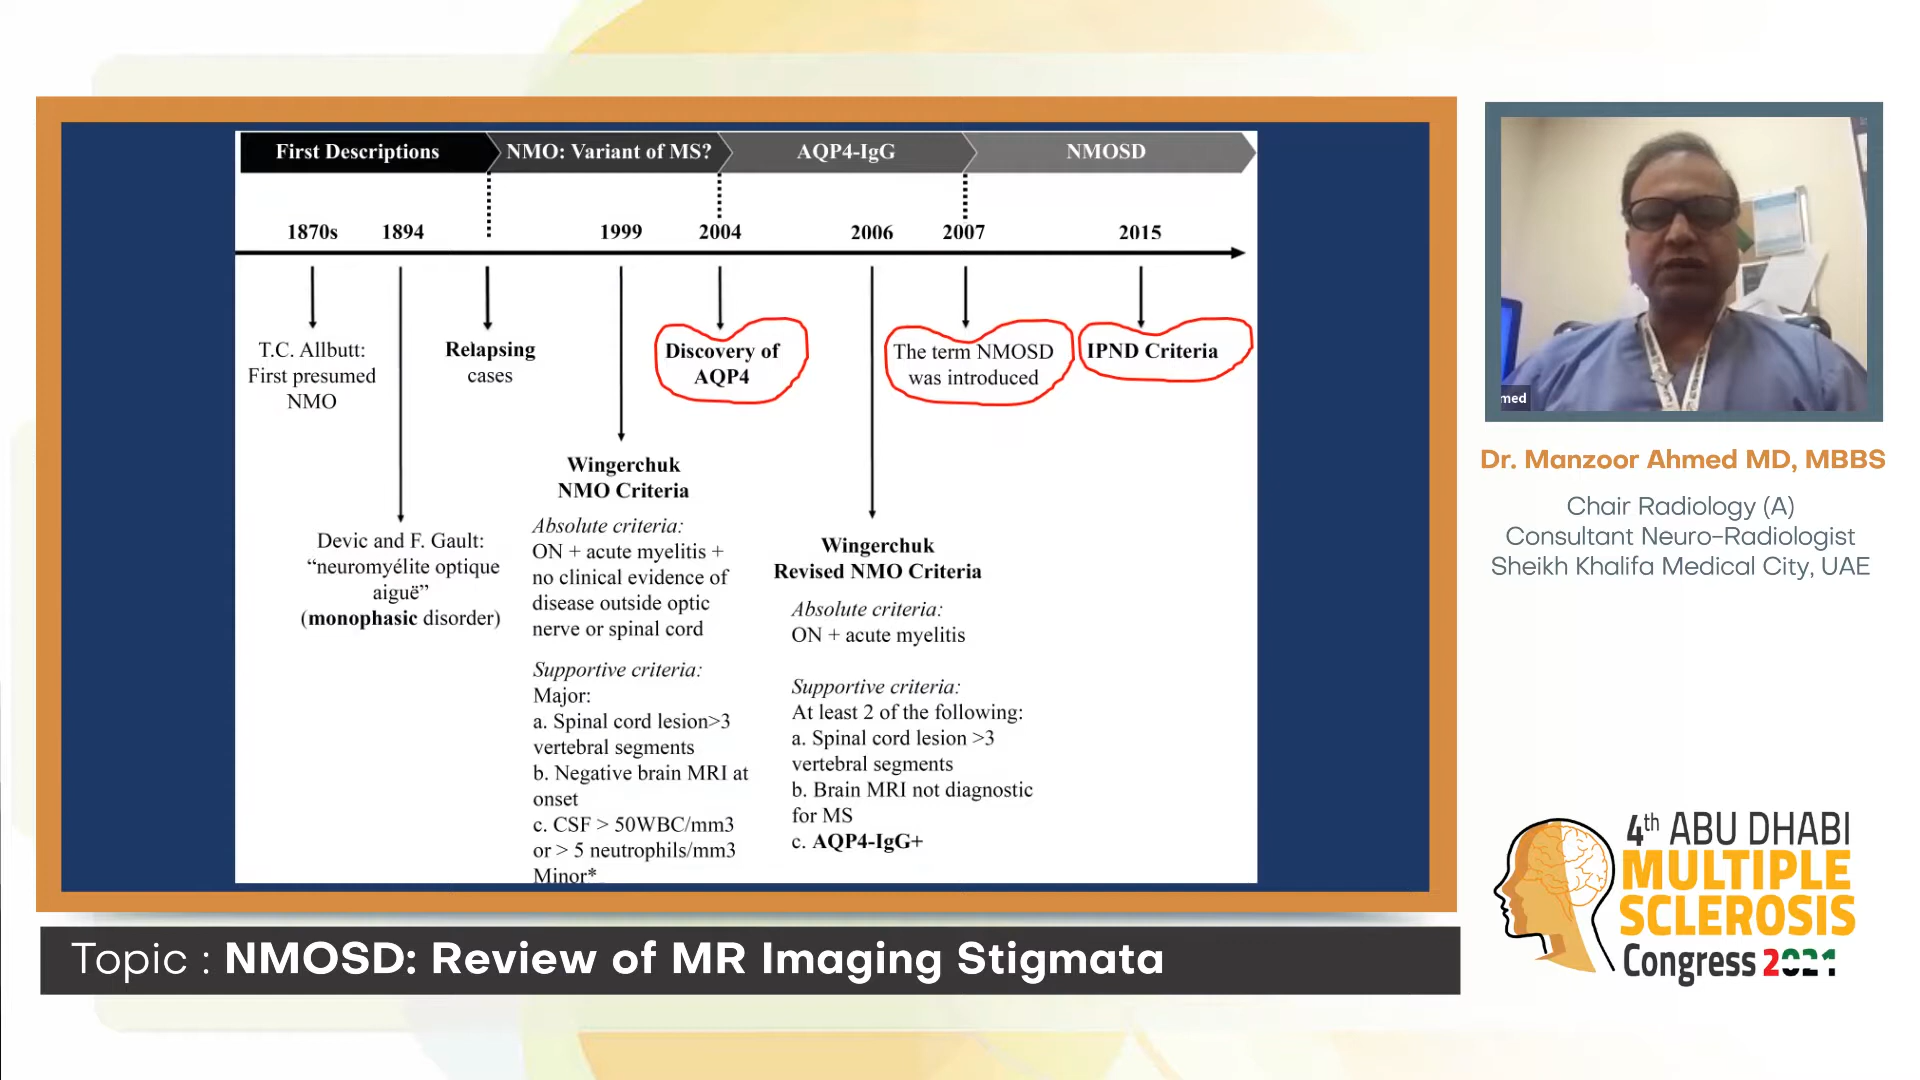 First Descriptions
NMO: Variant of MS?
AQP4-IgG
NMOSD
1870s
1894
1999
2004
2006
2007
2015
T.C. Allbutt:
First presumed
NMO
Devic and F. Gault:
“neuromyélite optique
aiguë”
(monophasic disorder)
Relapsing
cases
Wingerchuk
NMO Criteria
Absolute criteria:
ON + acute myelitis +
no clinical evidence of
disease outside optic
nerve or spinal cord
Supportive criteria:
Major:
a. Spinal cord lesion>3
vertebral segments
b. Negative brain MRI at
onset
c. CSF > 50WBC/mm3
or > 5 neutrophils/mm3
Minor*
Discovery of
AQP4
Wingerchuk
Revised NMO Criteria
Absolute criteria:
ON + acute myelitis
Supportive criteria:
At least 2 of the following:
a. Spinal cord lesion >3
vertebral segments
b. Brain MRI not diagnostic
for MS
c. AQP4-IgG+
The term NMOSD
was introduced
IPND Criteria
med
Dr. Manzoor Ahmed MD, MBBS
Chair Radiology (A)
Consultant Neuro-Radiologist
Sheikh Khalifa Medical City, UAE
4th ABU DHABI
MULTIPLE
SCLEROSIS
Congress 2021
Topic : NMOSD: Review of MR Imaging Stigmata